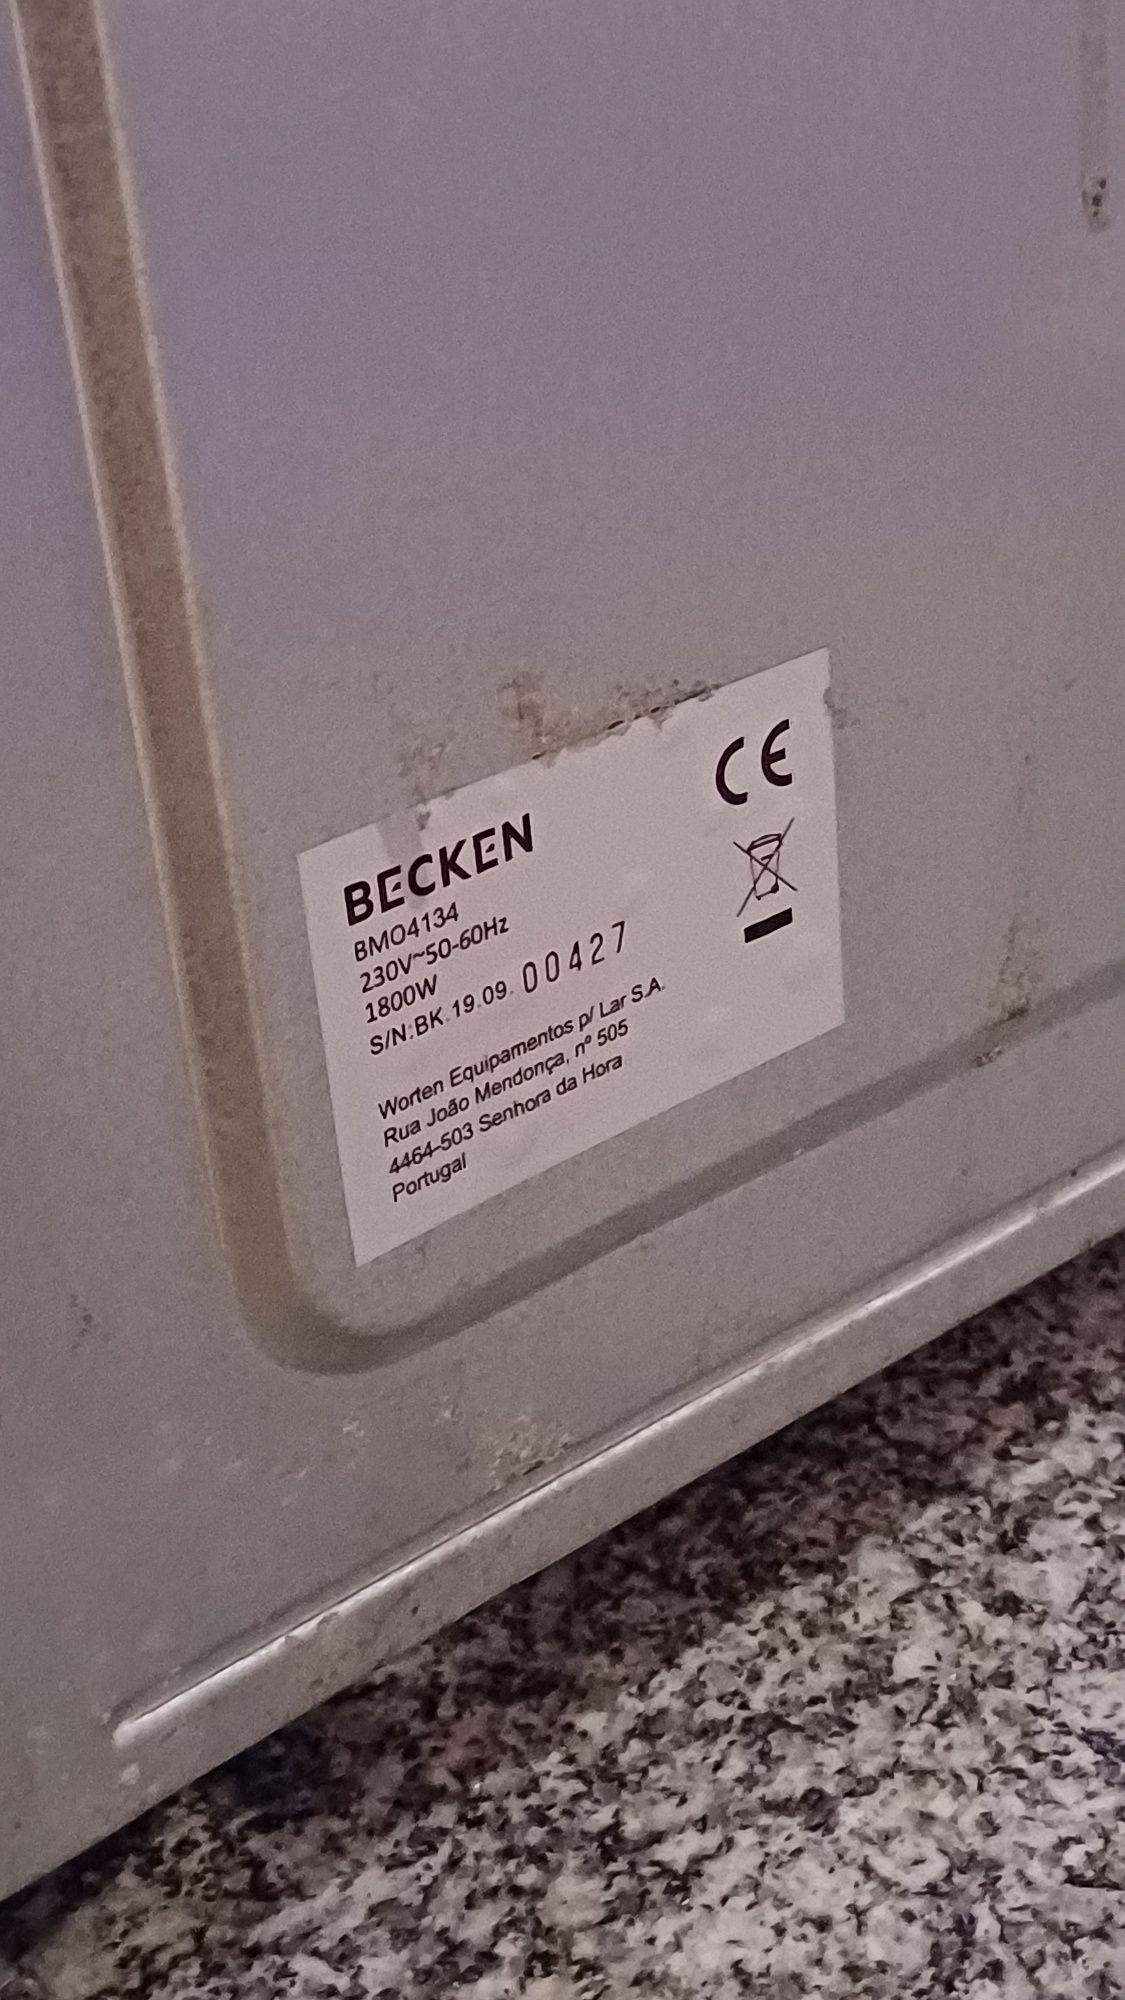 BECKEN
BMO4134
230V~50-60Hz
1800W
S/N:BK.19.09. 00427
Worten Equipamentos p/ Lar S.A.
Rua João Mendonça, nº 505
4464-503 Senhora da Hora
Portugal
CE